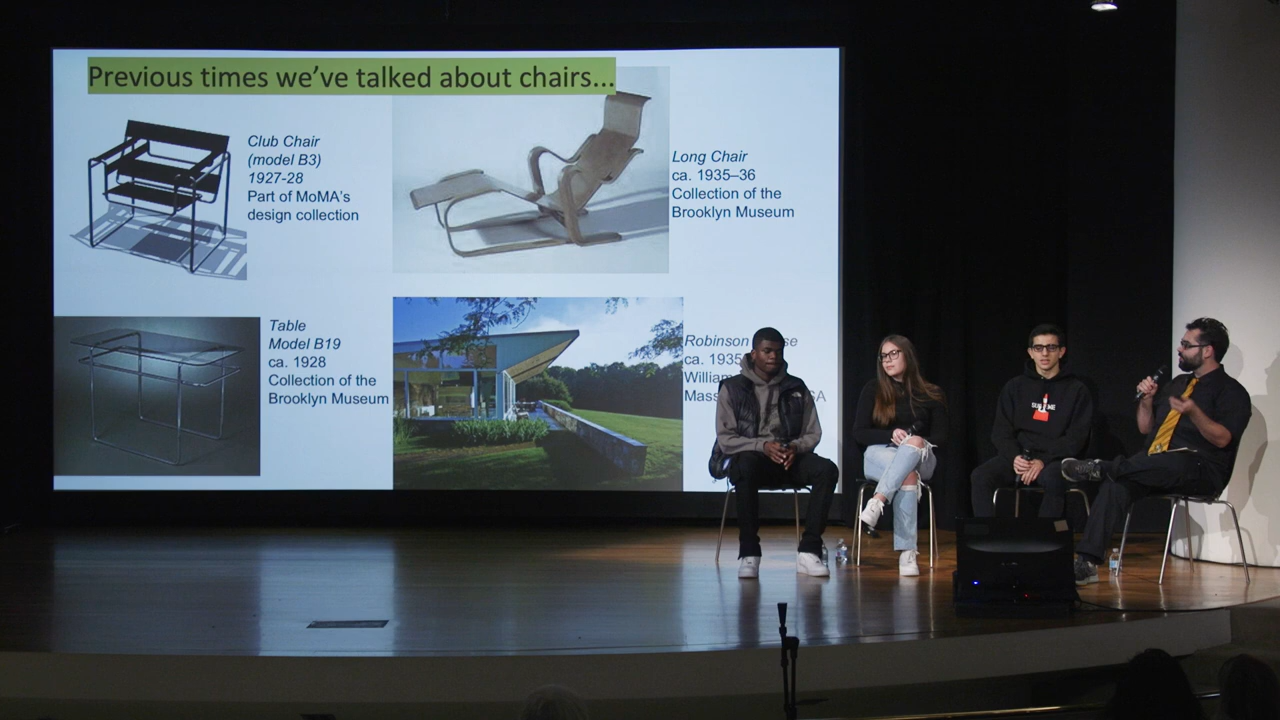 Previous times we've talked about chairs...
Club Chair
(model B3)
1927-28
Part of MoMA's
design collection
Long Chair
ca. 1935–36
Collection of the
Brooklyn Museum
Table
Model B19
ca. 1928
Collection of the
Brooklyn Museum
Robinson
ca. 1935